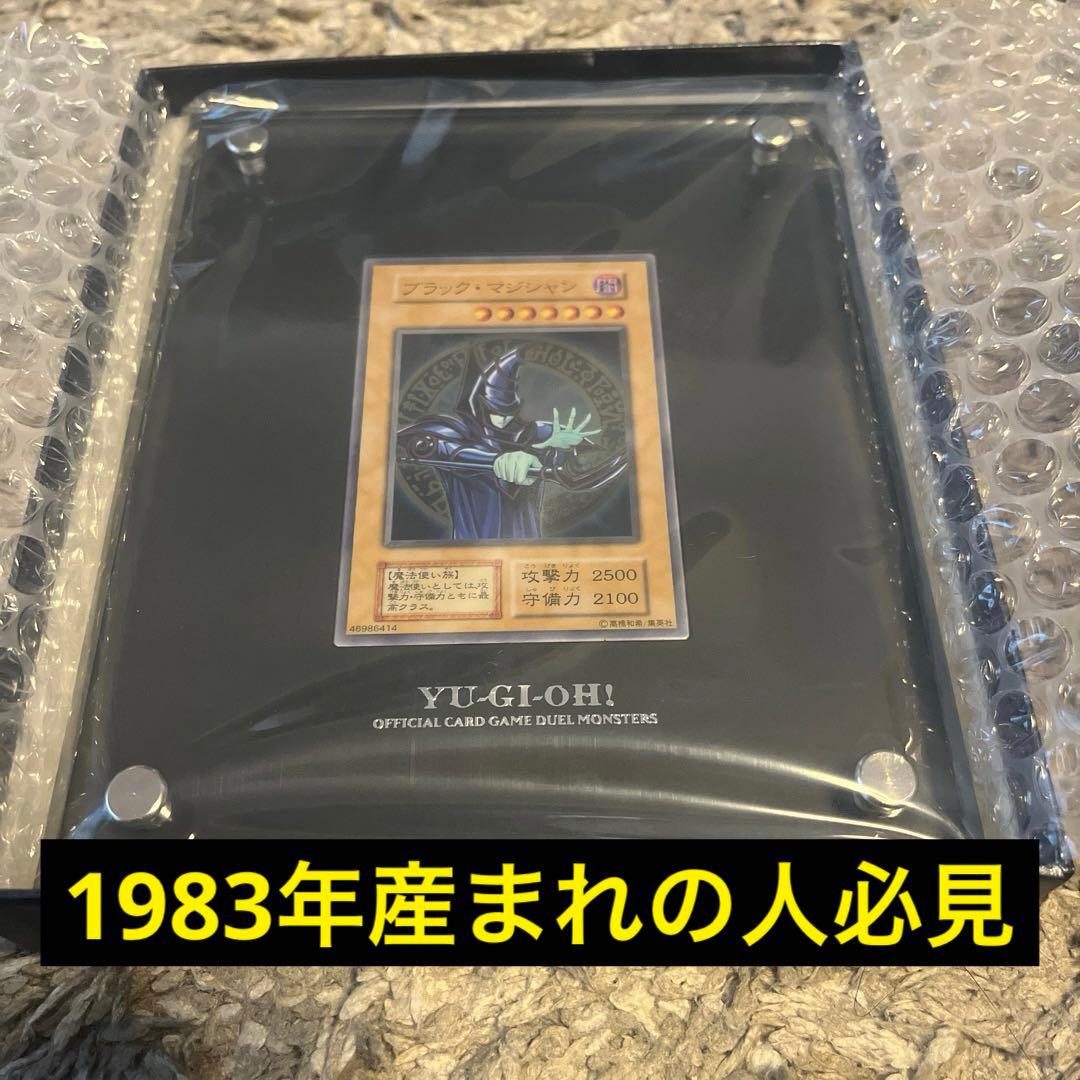 ブラック・マジシャン
闇
【魔法使い族】
魔法使いとしては、攻
撃力・守備力ともに最
高クラス。
攻撃力 2500
守備力 2100
46986414
©高橋和希/集英社
YU-GI-OH!
OFFICIAL CARD GAME DUEL MONSTERS
1983年産まれの人必見